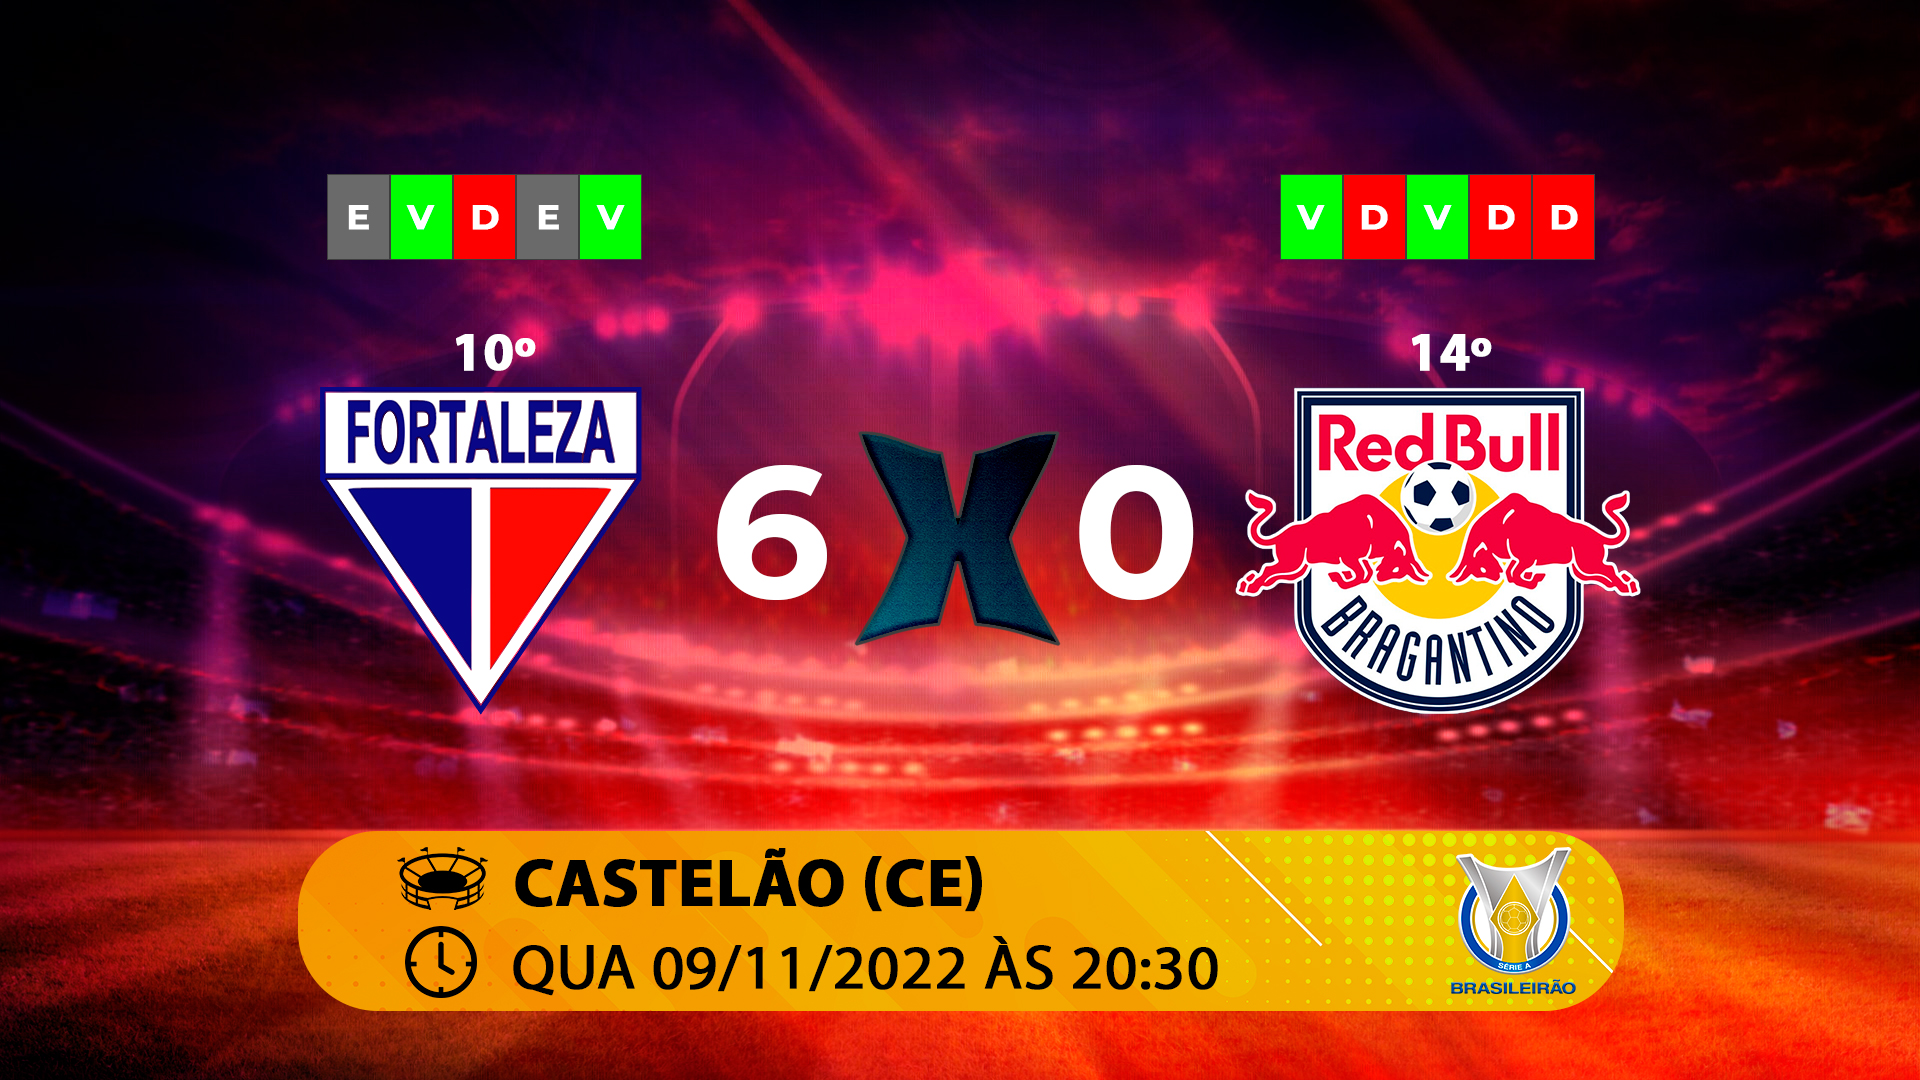 E V D E V
V D V D D
10º
14º
FORTALEZA
6 X 0
Red Bull
BRAGANTINO
CASTELÃO (CE)
QUA 09/11/2022 ÀS 20:30
SÉRIE A
BRASILEIRÃO